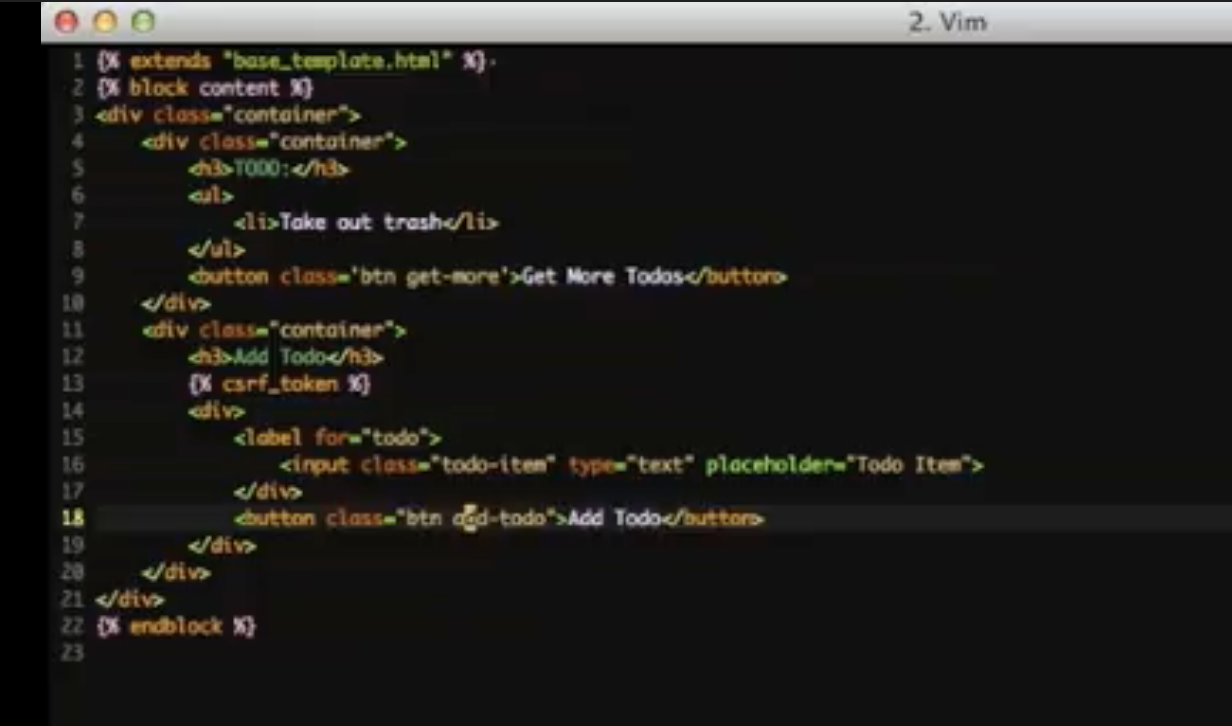 2. Vim
1 {% extends "base_template.html" %}
2 {% block content %}
3 <div class="container">
4     <div class="container">
5         <h3>TODO:</h3>
6         <ul>
7             <li>Take out trash</li>
8         </ul>
9         <button class='btn get-more'>Get More Todos</button>
10     </div>
11     <div class="container">
12         <h3>Add Todo</h3>
13         {% csrf_token %}
14         <div>
15             <label for="todo">
16                 <input class="todo-item" type="text" placeholder="Todo Item">
17             </div>
18             <button class="btn add-todo">Add Todo</button>
19         </div>
20     </div>
21 </div>
22 {% endblock %}
23